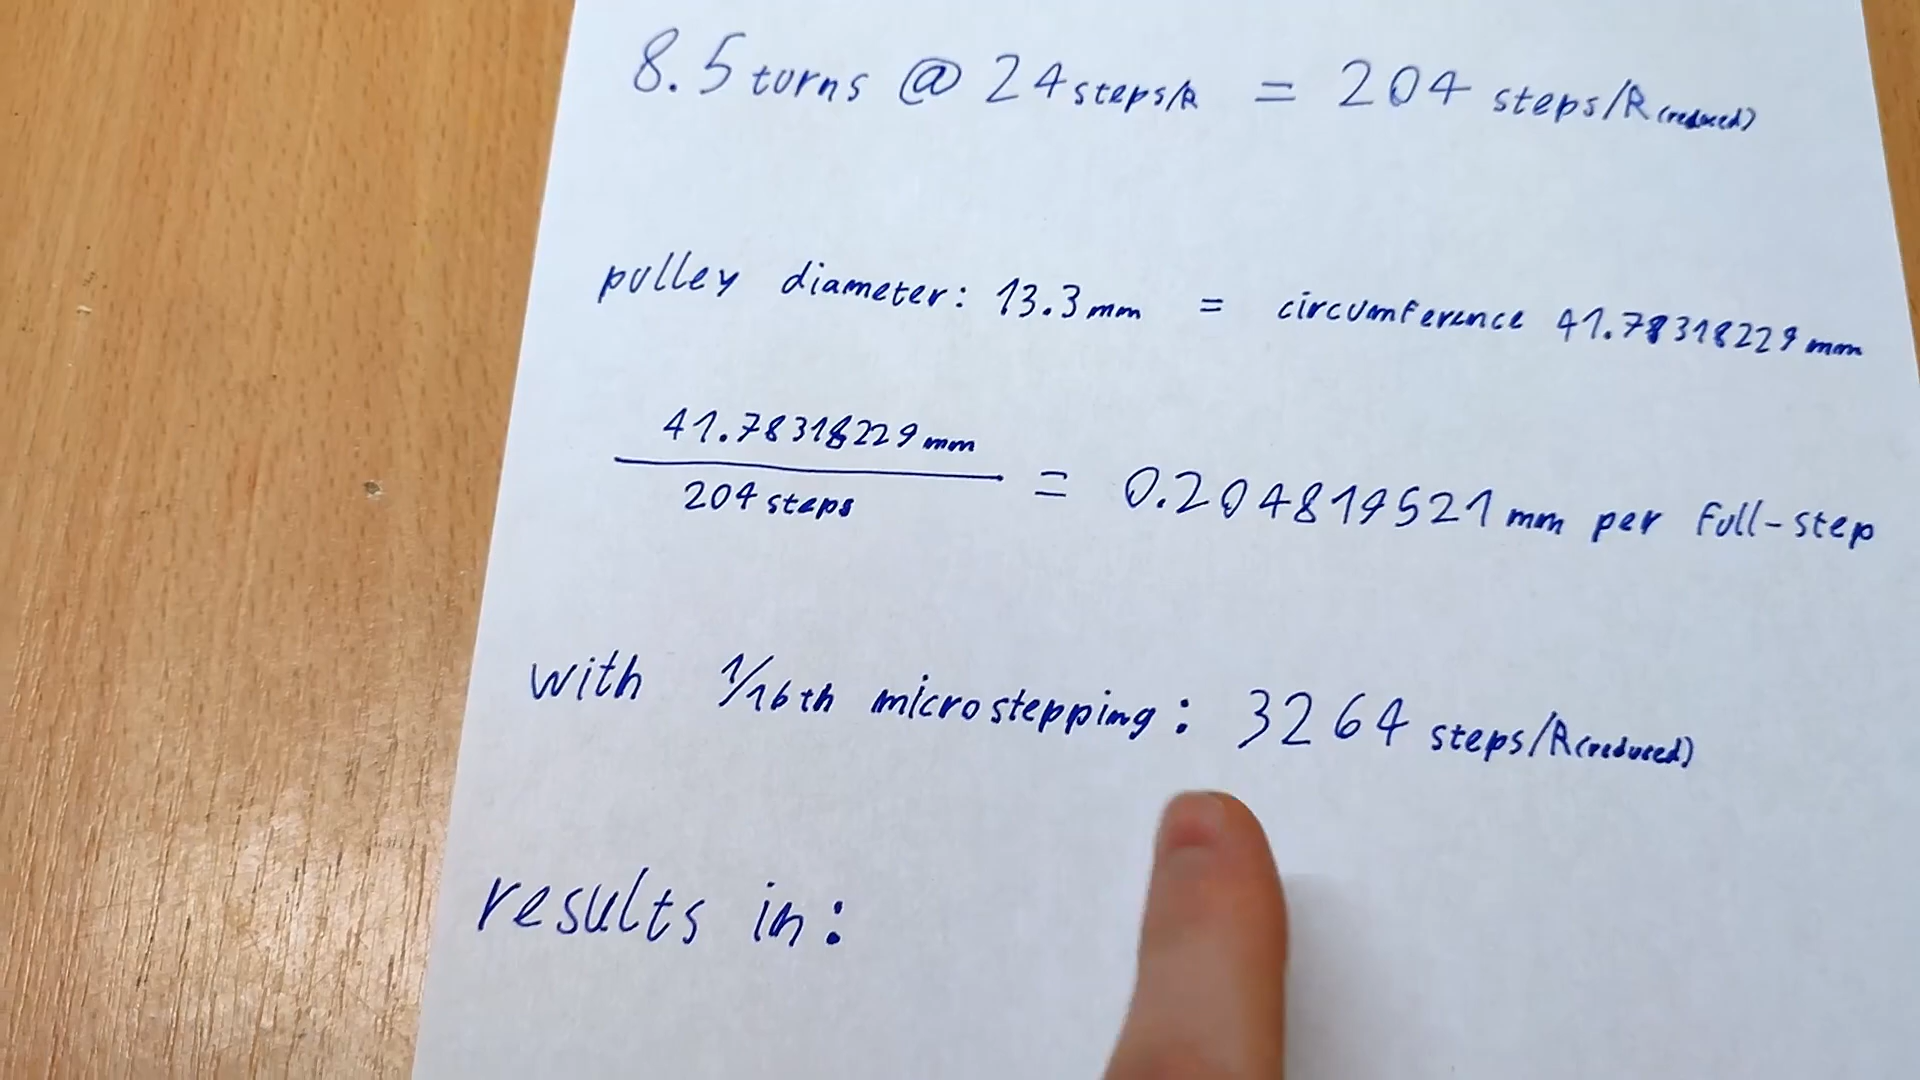 8.5 turns @ 24 steps/R = 204 steps/R (reduced)
pulley diameter: 13.3 mm = circumference 41.78318229 mm
41.78318229 mm
204 steps
= 0.204819521 mm per full-step
with 1/16th microstepping: 3264 steps/R (reduced)
results in: